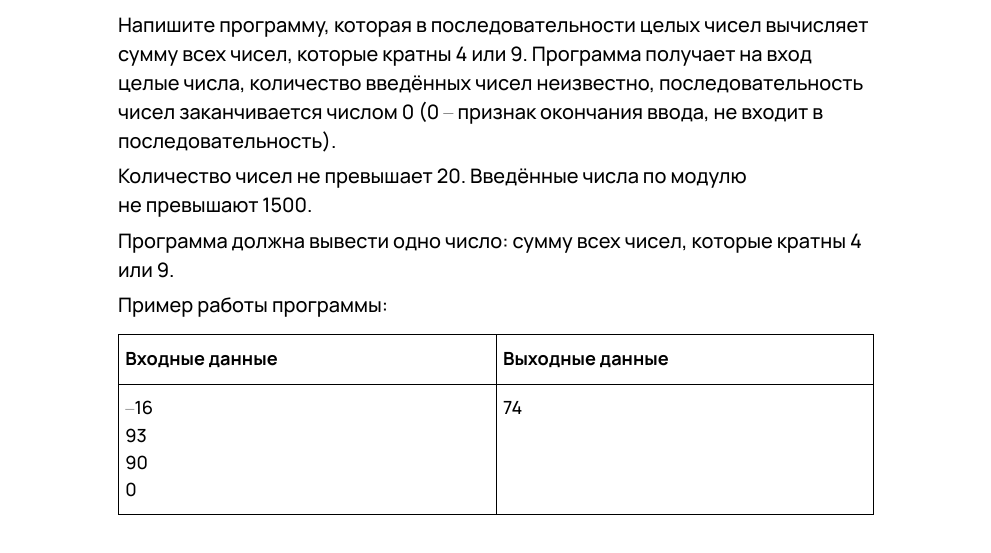 Напишите программу, которая в последовательности целых чисел вычисляет
сумму всех чисел, которые кратны 4 или 9. Программа получает на вход
целые числа, количество введённых чисел неизвестно, последовательность
чисел заканчивается числом 0 (0 – признак окончания ввода, не входит в
последовательность).
Количество чисел не превышает 20. Введённые числа по модулю
не превышают 1500.
Программа должна вывести одно число: сумму всех чисел, которые кратны 4
или 9.
Пример работы программы:
Входные данные
Выходные данные
–16
93
90
0
74